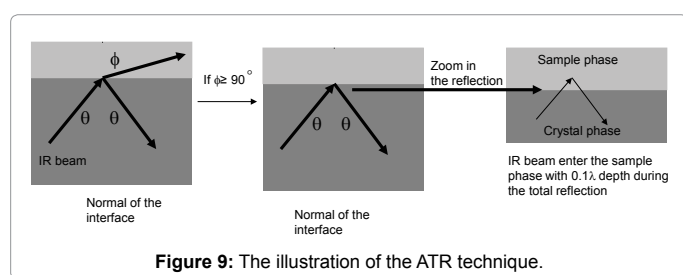 ϕ
θ θ
IR beam
Normal of the
interface
If ϕ≥ 90°
θ θ
Normal of the
interface
Zoom in
the reflection
Sample phase
Crystal phase
IR beam enter the sample
phase with 0.1λ depth during
the total reflection
Figure 9: The illustration of the ATR technique.